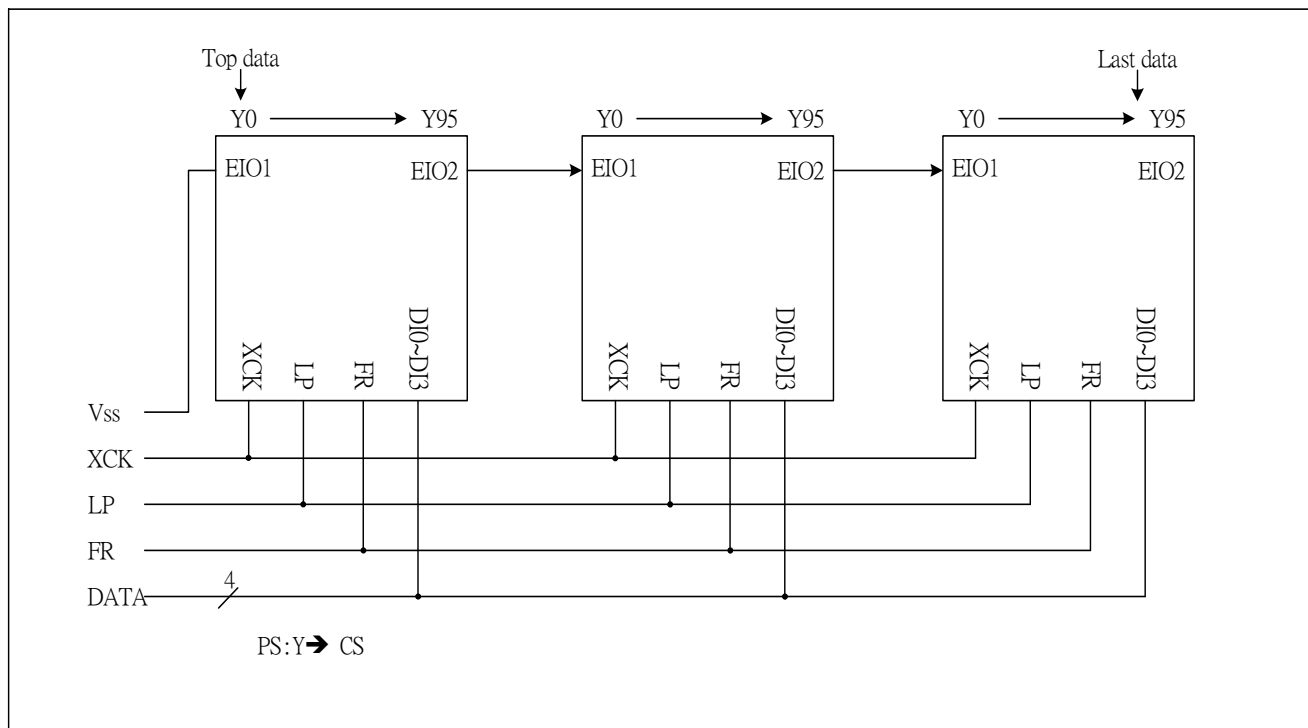 Top data
Last data
Y0 Y95
Y0 Y95
Y0 Y95
EIO1 EIO2
EIO1 EIO2
EIO1 EIO2
XCK LP FR DI0~DI3
XCK LP FR DI0~DI3
XCK LP FR DI0~DI3
Vss
XCK
LP
FR
DATA 4
PS:Y➔ CS